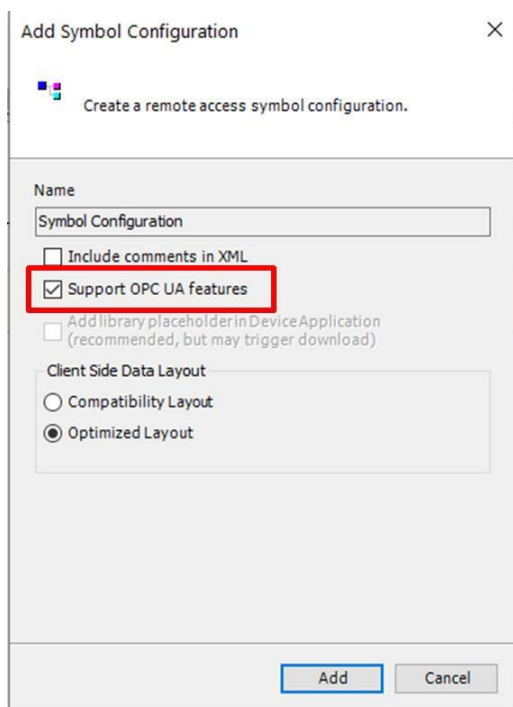 Add Symbol Configuration
Create a remote access symbol configuration.
Name
Symbol Configuration
Include comments in XML
Support OPC UA features
Add library placeholder in Device Application
(recommended, but may trigger download)
Client Side Data Layout
Compatibility Layout
Optimized Layout
Add
Cancel